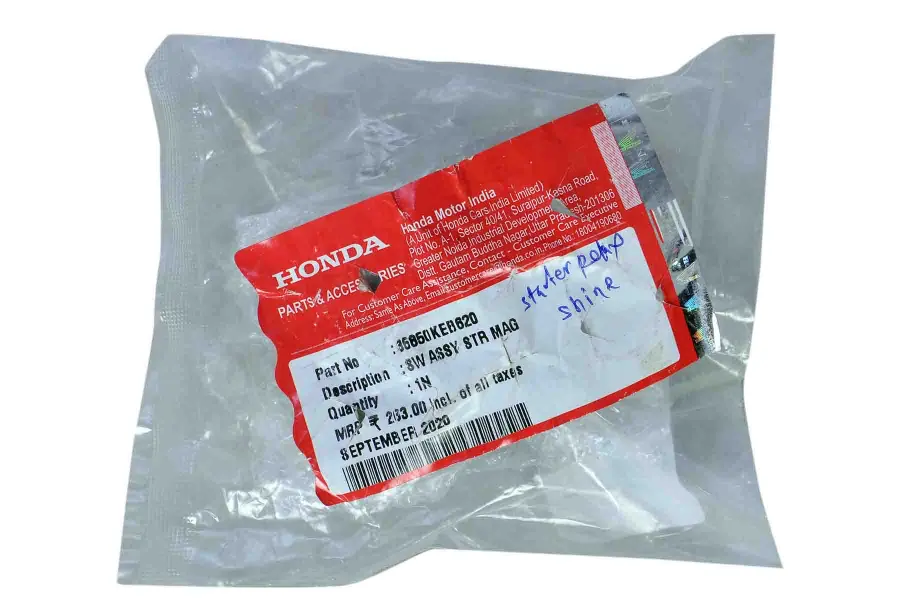 HONDA
PARTS & ACCESSORIES
Honda Motor India
(A Unit of Honda Cars India Limited)
Plot No. A-1, Sector 40/41, Surajpur-Kasna Road,
Greater Noida Industrial Development Area,
Distt. Gautam Buddha Nagar, Uttar Pradesh-201306
For Customer Care Assistance, Contact : Customer Care Executive
Address: Same As Above, Email:customercare@honda.co.in, Phone No.: 18004190680
starter
shine
Part No : 35850KEB620
Description : SW ASSY STR MAG
Quantity : 1N
MRP ₹ 263.00 Incl. of all taxes
SEPTEMBER 2020